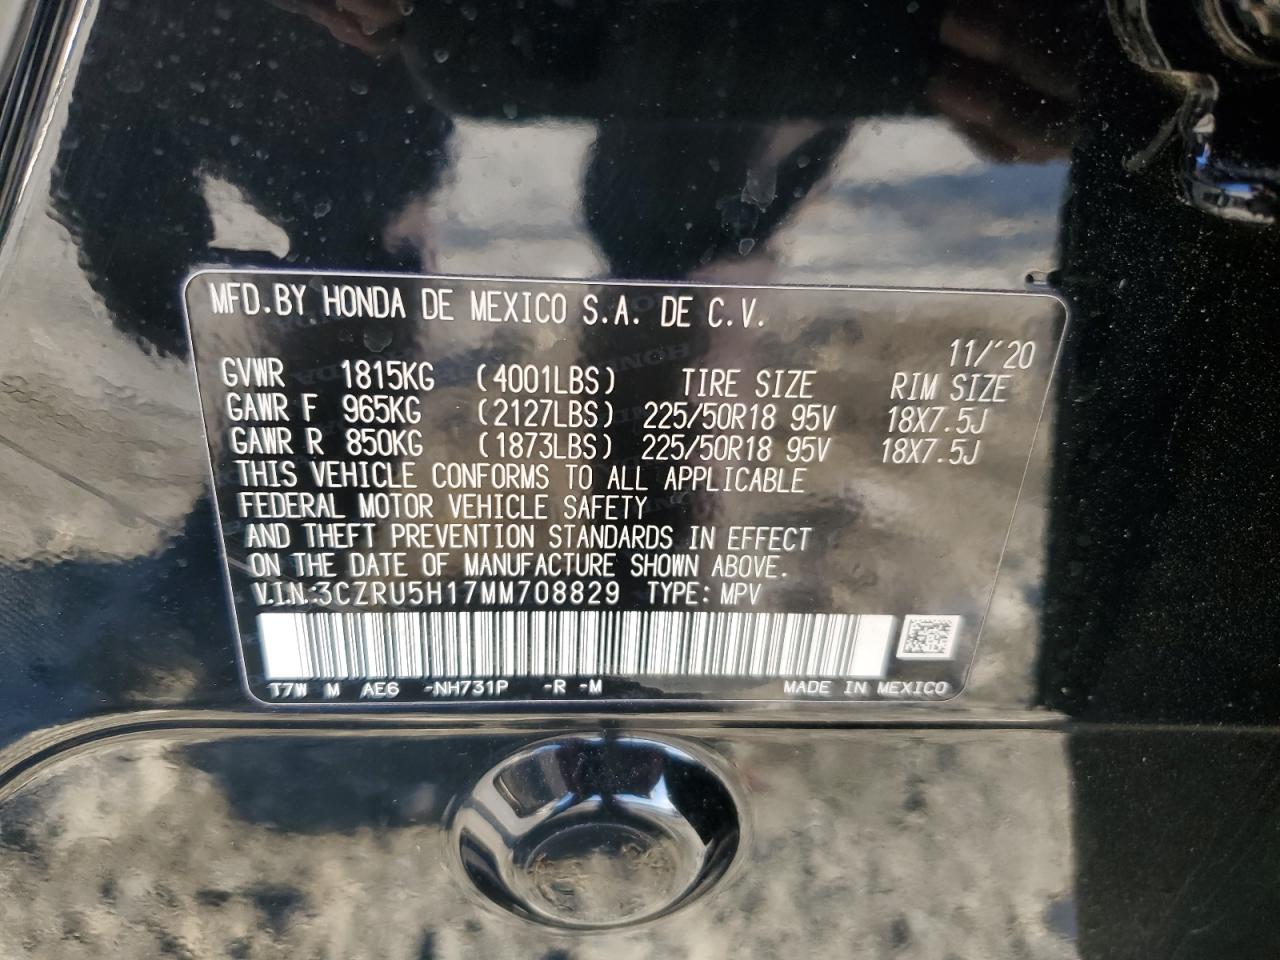 MFD.BY HONDA DE MEXICO S.A. DE C.V.
11/'20
GVWR 1815KG (4001LBS) TIRE SIZE RIM SIZE
GAWR F 965KG (2127LBS) 225/50R18 95V 18X7.5J
GAWR R 850KG (1873LBS) 225/50R18 95V 18X7.5J
THIS VEHICLE CONFORMS TO ALL APPLICABLE
FEDERAL MOTOR VEHICLE SAFETY
AND THEFT PREVENTION STANDARDS IN EFFECT
ON THE DATE OF MANUFACTURE SHOWN ABOVE.
V.I.N.:3CZRU5H17MM708829 TYPE: MPV
T7W M AE6 -NH731P -R -M MADE IN MEXICO